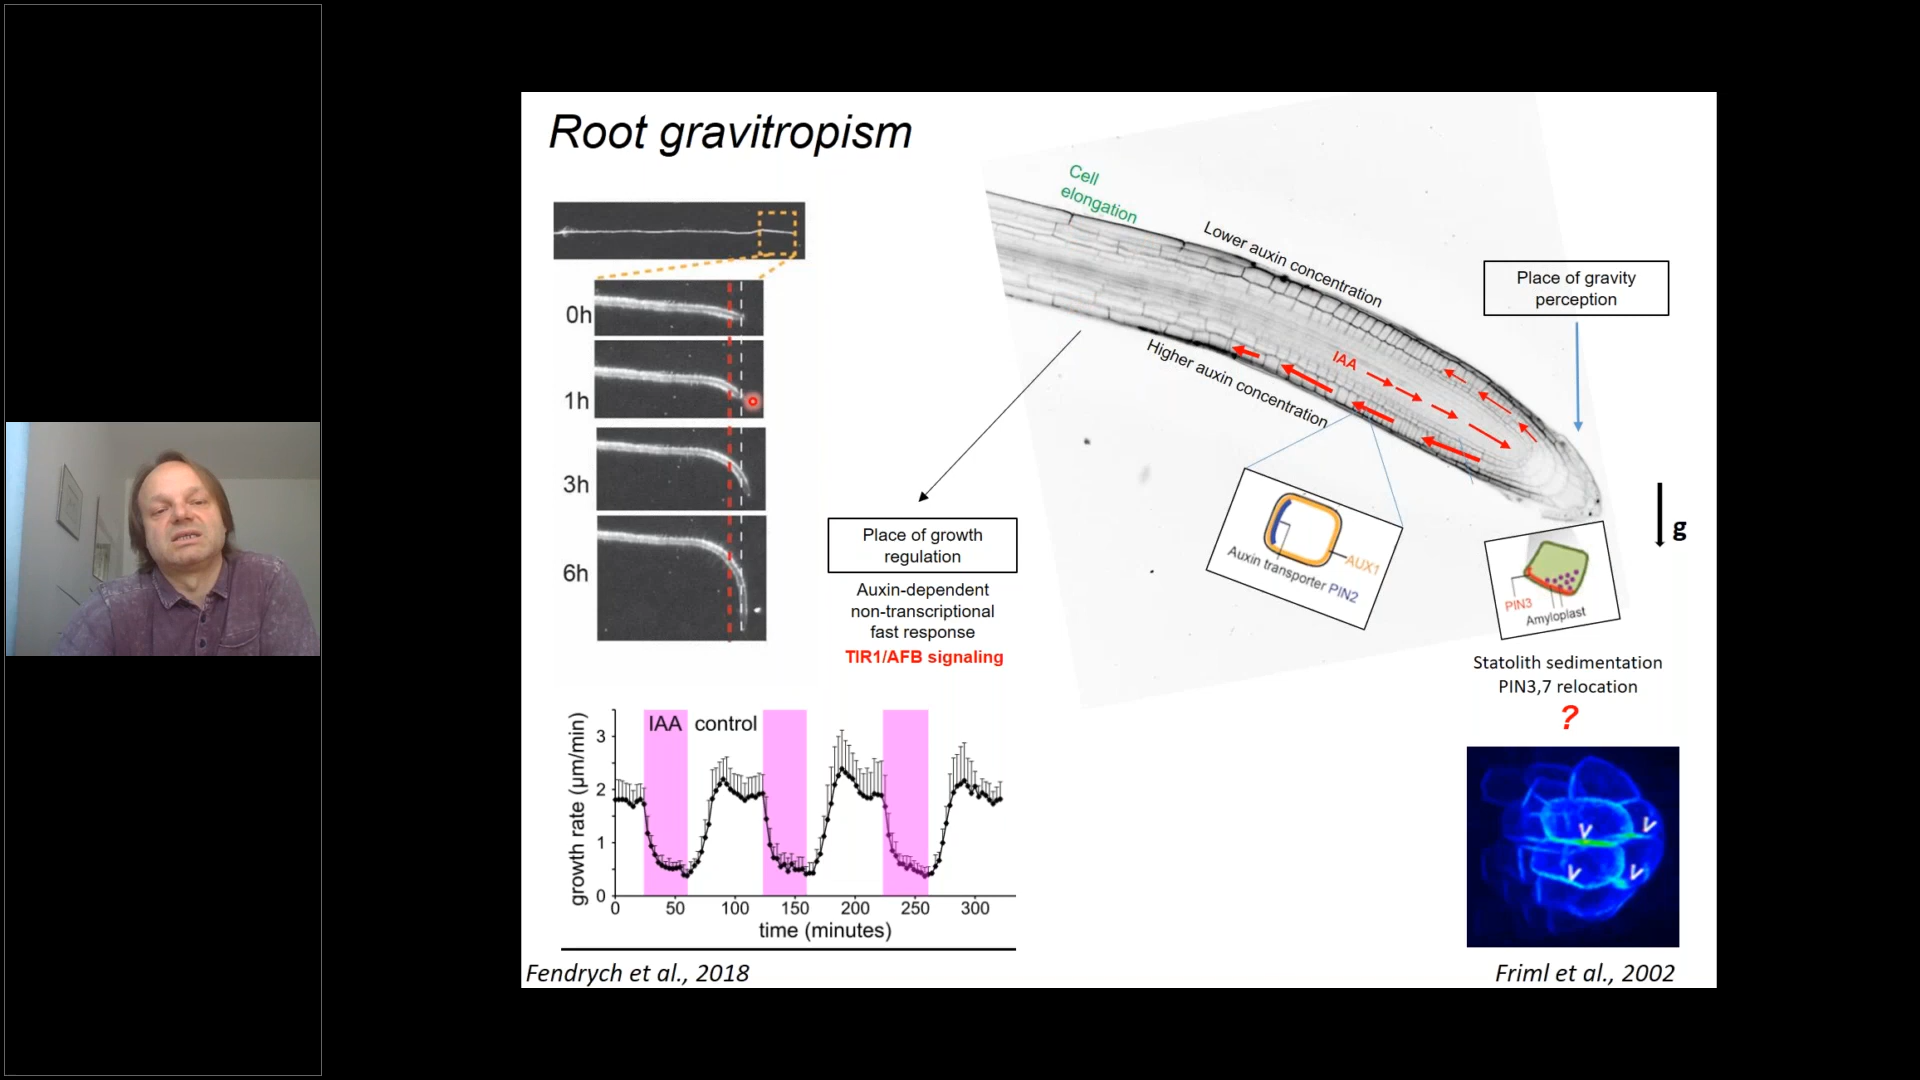 Root gravitropism
0h
1h
3h
6h
Cell
elongation
Lower auxin concentration
Higher auxin concentration
IAA
Place of gravity
perception
g
Place of growth
regulation
Auxin-dependent
non-transcriptional
fast response
TIR1/AFB signaling
AUX1
Auxin transporter PIN2
PIN3
Amyloplast
Statolith sedimentation
PIN3,7 relocation
?
IAA control
growth rate (µm/min)
3
2
1
0
0 50 100 150 200 250 300
time (minutes)
Fendrych et al., 2018
Friml et al., 2002